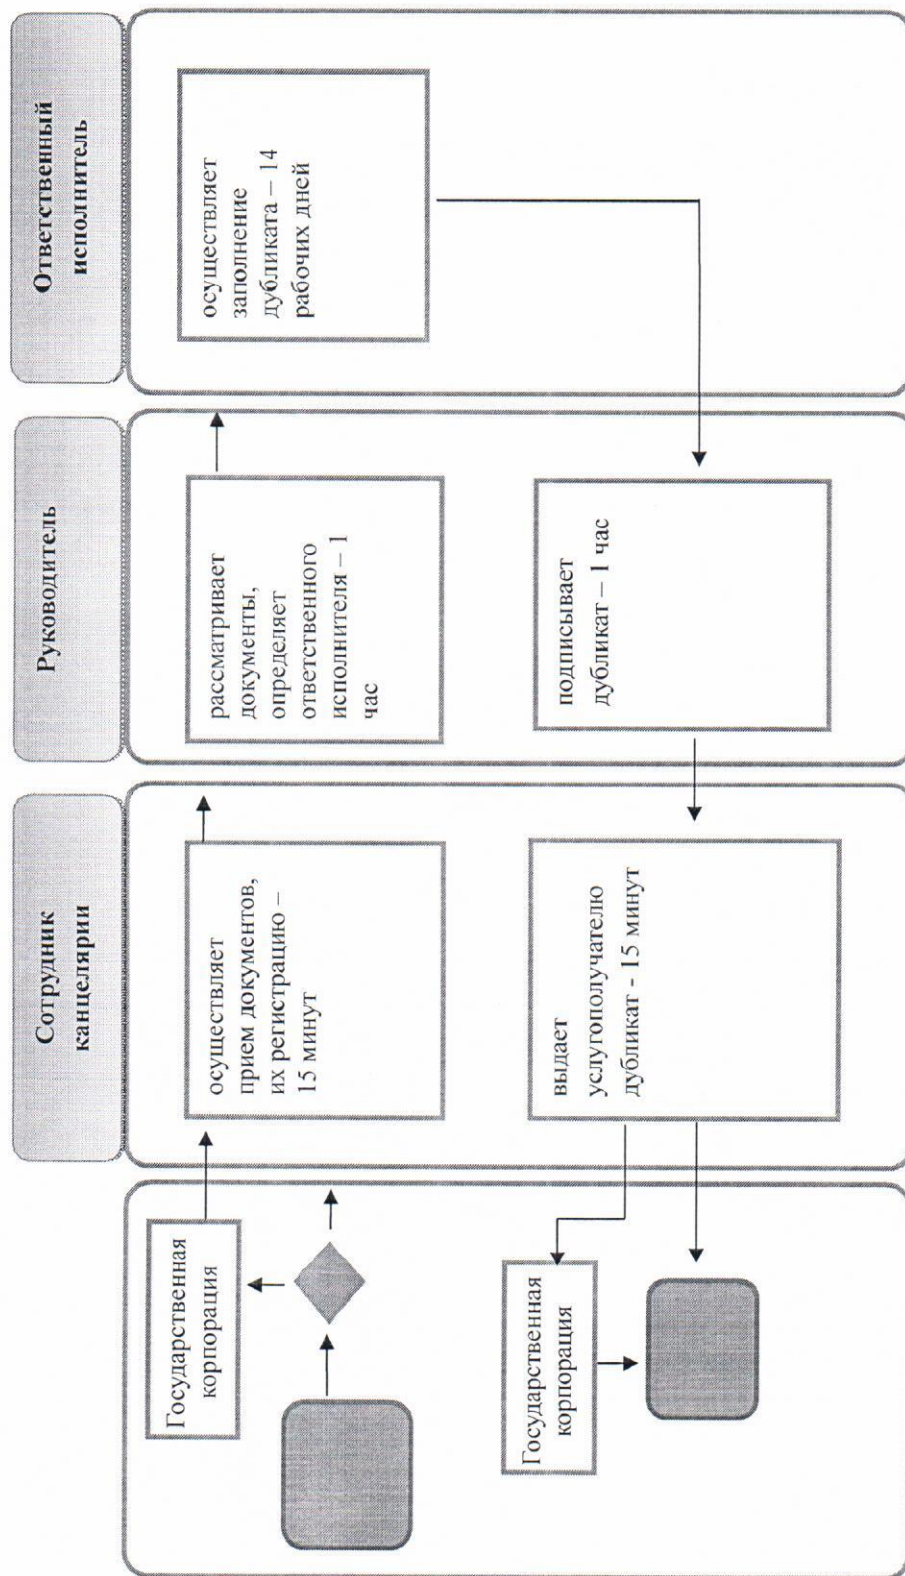 Сотрудник
канцелярии
Руководитель
Ответственный
исполнитель
Государственная
корпорация
осуществляет
прием документов,
их регистрацию –
15 минут
рассматривает
документы,
определяет
ответственного
исполнителя – 1
час
осуществляет
заполнение
дубликата – 14
рабочих дней
Государственная
корпорация
выдает
услугополучателю
дубликат - 15 минут
подписывает
дубликат – 1 час